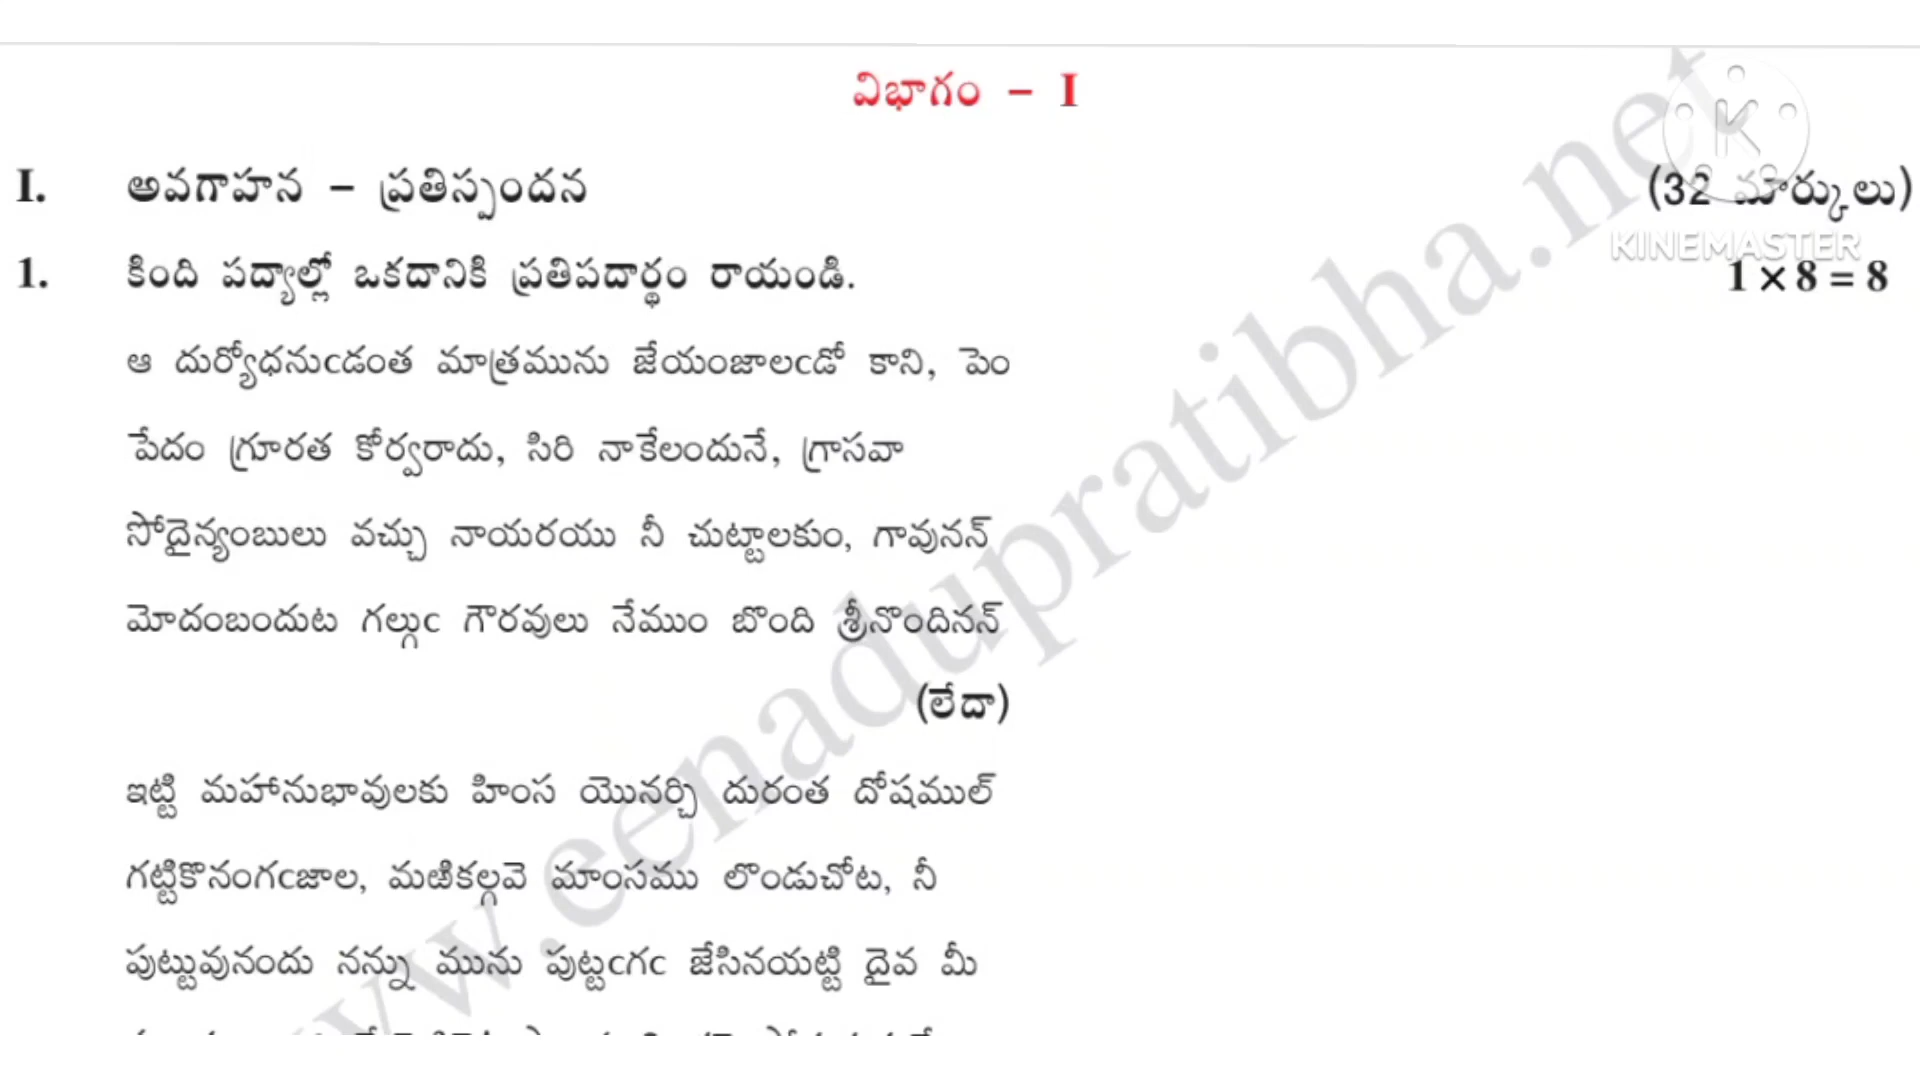 విభాగం – I
I. అవగాహన – ప్రతిస్పందన (32 మార్కులు)
KINEMASTER
1. కింది పద్యాల్లో ఒకదానికి ప్రతిపదార్థం రాయండి. 1 × 8 = 8
ఆ దుర్యోధనుఁడంత మాత్రమును జేయంజాలఁడో కాని, పెం
పేదం గ్రూరత కోర్వరాదు, సిరి నాకేలందునే, గ్రాసవా
సోదైన్యంబులు వచ్చు నాయరయు నీ చుట్టాలకుం, గావునన్
మోదంబందుట గల్గుఁ గౌరవులు నేముం బొంది శ్రీనొందినన్
(లేదా)
ఇట్టి మహానుభావులకు హింస యొనర్చి దురంత దోషముల్
గట్టికొనంగఁజాల, మఱికల్గవె మాంసము లొండుచోట, నీ
పుట్టువునందు నన్ను మును పుట్టఁగఁ జేసినయట్టి దైవ మీ
www.eenadupratibha.net